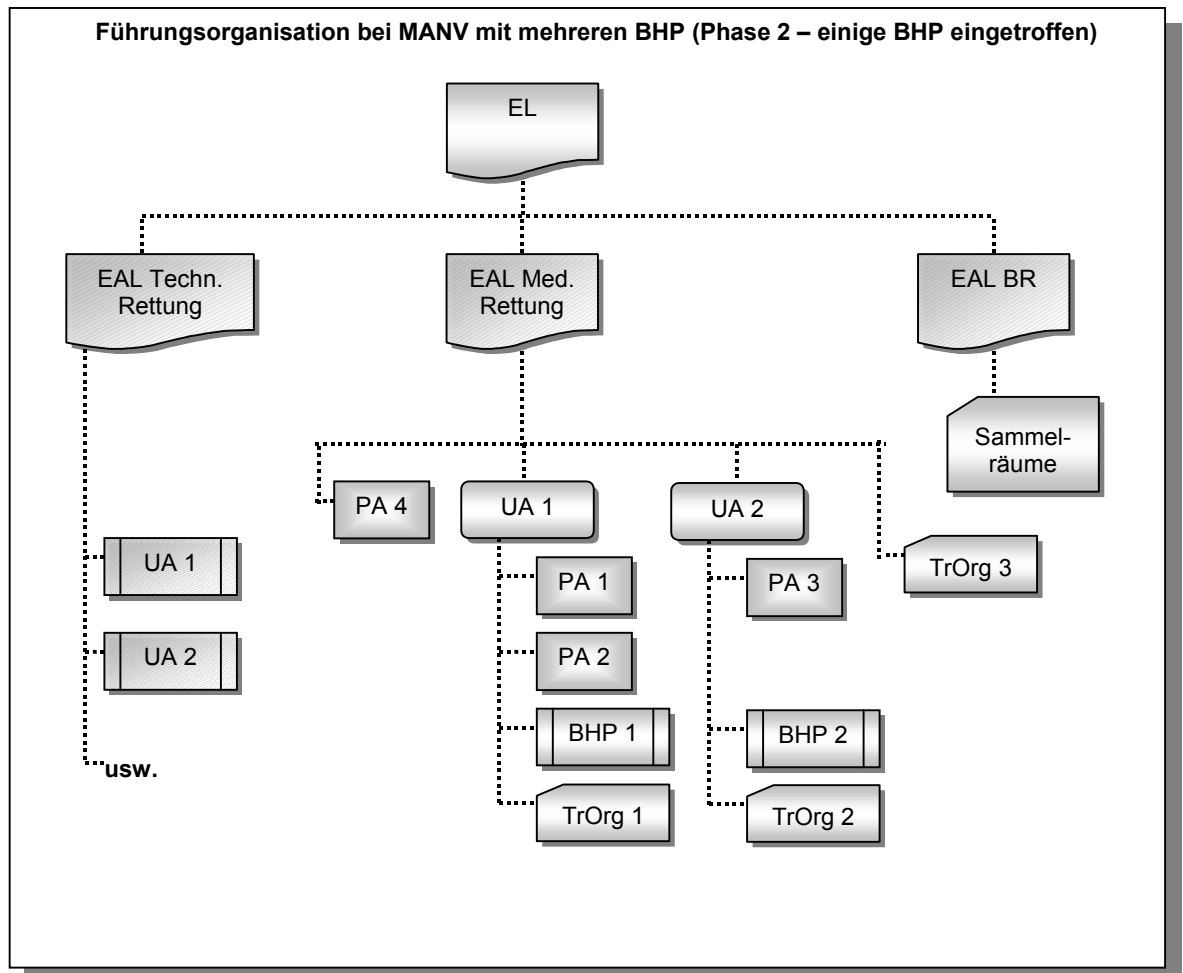 Führungsorganisation bei MANV mit mehreren BHP (Phase 2 – einige BHP eingetroffen)
EL
EAL Techn.
Rettung
EAL Med.
Rettung
EAL BR
Sammel-
räume
PA 4
UA 1
UA 2
TrOrg 3
UA 1
PA 1
PA 3
UA 2
PA 2
BHP 1
BHP 2
usw.
TrOrg 1
TrOrg 2